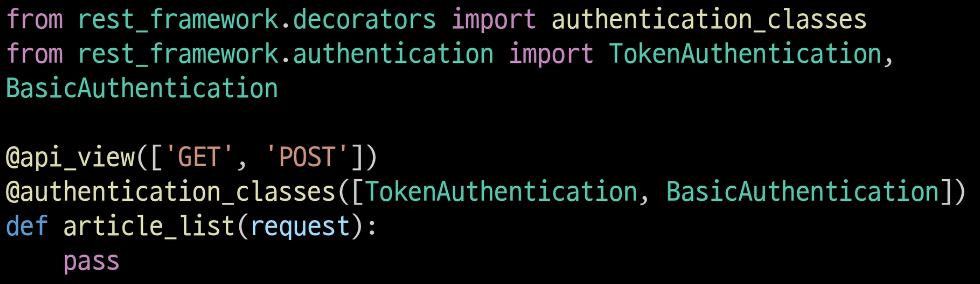 from rest_framework.decorators import authentication_classes
from rest_framework.authentication import TokenAuthentication,
BasicAuthentication

@api_view(['GET', 'POST'])
@authentication_classes([TokenAuthentication, BasicAuthentication])
def article_list(request):
    pass